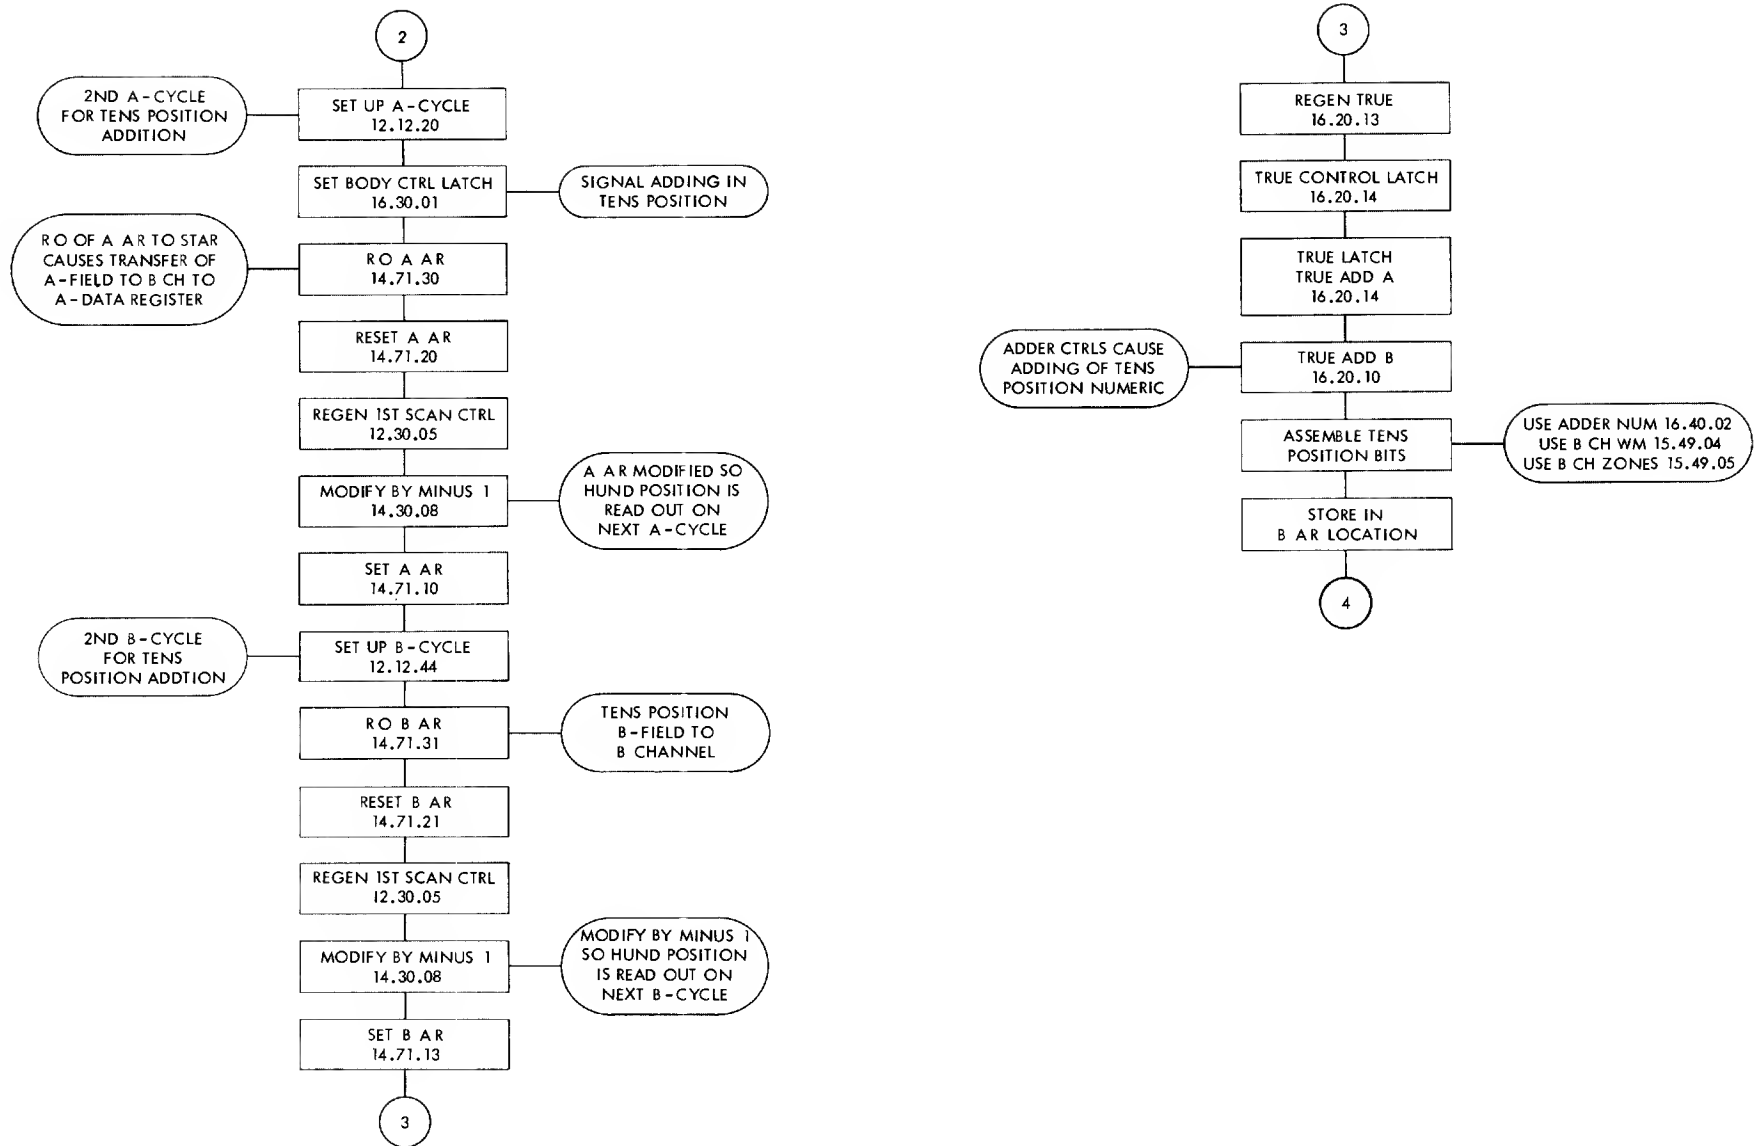 2
2ND A-CYCLE
FOR TENS POSITION
ADDITION
SET UP A-CYCLE
12.12.20
SET BODY CTRL LATCH
16.30.01
SIGNAL ADDING IN
TENS POSITION
RO OF A AR TO STAR
CAUSES TRANSFER OF
A-FIELD TO B CH TO
A-DATA REGISTER
RO A AR
14.71.30
RESET A AR
14.71.20
REGEN 1ST SCAN CTRL
12.30.05
MODIFY BY MINUS 1
14.30.08
A AR MODIFIED SO
HUND POSITION IS
READ OUT ON
NEXT A-CYCLE
SET A AR
14.71.10
2ND B-CYCLE
FOR TENS
POSITION ADDTION
SET UP B-CYCLE
12.12.44
RO B AR
14.71.31
TENS POSITION
B-FIELD TO
B CHANNEL
RESET B AR
14.71.21
REGEN 1ST SCAN CTRL
12.30.05
MODIFY BY MINUS 1
14.30.08
MODIFY BY MINUS 1
SO HUND POSITION
IS READ OUT ON
NEXT B-CYCLE
SET B AR
14.71.13
3
3
REGEN TRUE
16.20.13
TRUE CONTROL LATCH
16.20.14
TRUE LATCH
TRUE ADD A
16.20.14
ADDER CTRLS CAUSE
ADDING OF TENS
POSITION NUMERIC
TRUE ADD B
16.20.10
ASSEMBLE TENS
POSITION BITS
USE ADDER NUM 16.40.02
USE B CH WM 15.49.04
USE B CH ZONES 15.49.05
STORE IN
B AR LOCATION
4